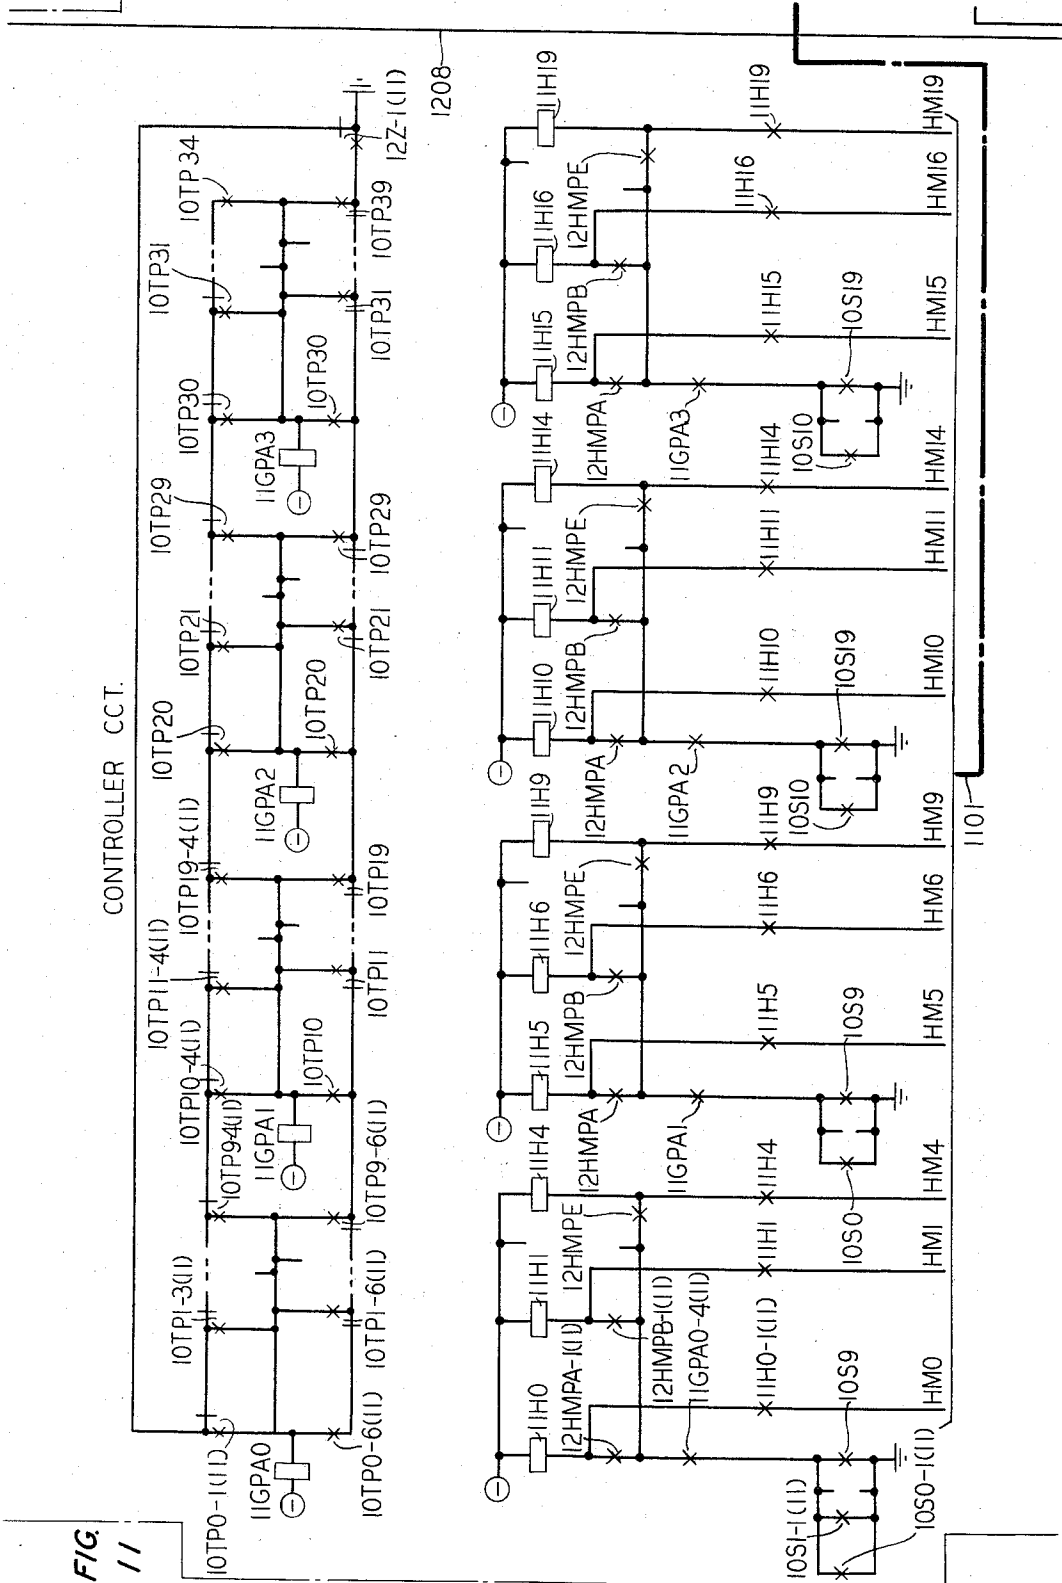 FIG. 11
CONTROLLER CCT.
10TP0-1(11)
10TP1-3(11)
10TP9-4(11)
10TP10-4(11)
10TP11-4(11)
10TP19-4(11)
10TP20
10TP21
10TP29
10TP30
10TP31
10TP34
11GPA0
11GPA1
11GPA2
11GPA3
10TP0-6(11)
10TP1-6(11)
10TP9-6(11)
10TP10
10TP11
10TP19
10TP20
10TP21
10TP29
10TP30
10TP31
10TP39
12Z-1(11)
1208
11H0
11H1
11H4
11H5
11H6
11H9
11H10
11H11
11H14
11H15
11H16
11H19
12HMPA-1(11)
12HMPB-1(11)
12HMPE
12HMPA
12HMPB
12HMPE
12HMPA
12HMPB
12HMPE
12HMPA
12HMPB
12HMPE
11GPA0-4(11)
11GPA1
11GPA2
11GPA3
11H0-1(11)
11H1
11H4
11H5
11H6
11H9
11H10
11H11
11H14
11H15
11H16
11H19
10S1-1(11)
10S0-1(11)
10S9
10S0
10S9
10S10
10S19
10S10
10S19
HM0
HM1
HM4
HM5
HM6
HM9
HM10
HM11
HM14
HM15
HM16
HM19
1101